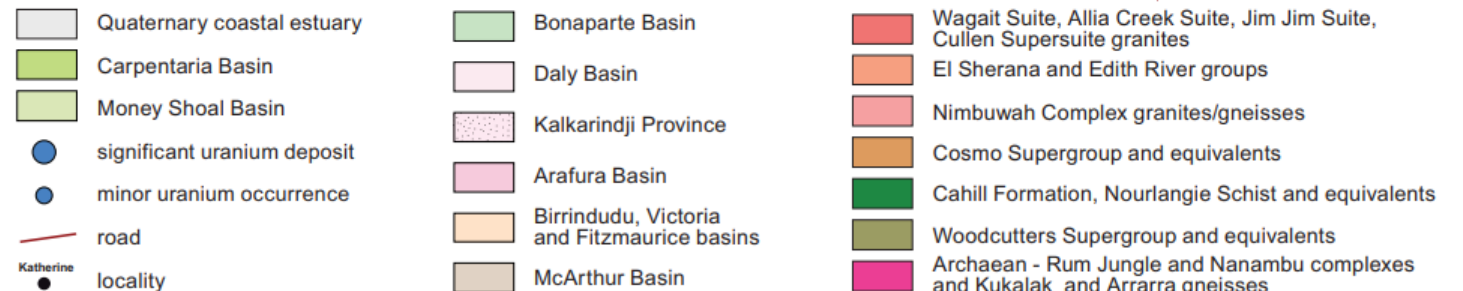 Quaternary coastal estuary
Carpentaria Basin
Money Shoal Basin
significant uranium deposit
minor uranium occurrence
road
Katherine
locality
Bonaparte Basin
Daly Basin
Kalkarindji Province
Arafura Basin
Birrindudu, Victoria
and Fitzmaurice basins
McArthur Basin
Wagait Suite, Allia Creek Suite, Jim Jim Suite,
Cullen Supersuite granites
El Sherana and Edith River groups
Nimbuwah Complex granites/gneisses
Cosmo Supergroup and equivalents
Cahill Formation, Nourlangie Schist and equivalents
Woodcutters Supergroup and equivalents
Archaean - Rum Jungle and Nanambu complexes
and Kukalak and Arrarra gneisses